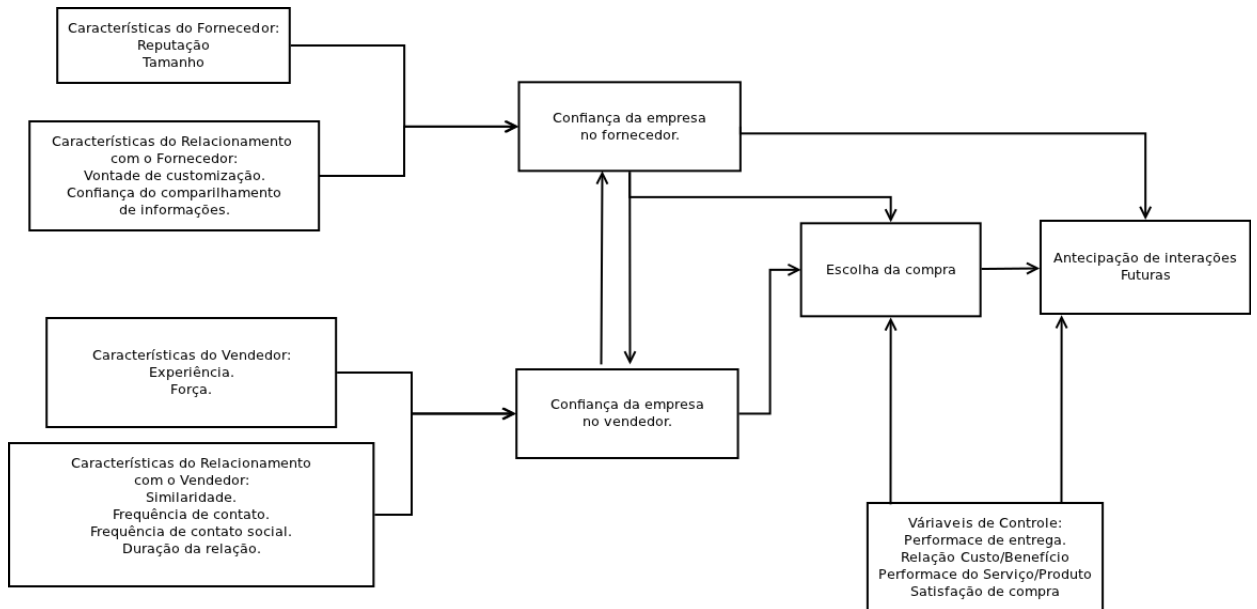 Características do Fornecedor:
Reputação
Tamanho
Características do Relacionamento
com o Fornecedor:
Vontade de customização.
Confiança do comparilhamento
de informações.
Confiança da empresa
no fornecedor.
Escolha da compra
Antecipação de interações
Futuras
Características do Vendedor:
Experiência.
Força.
Confiança da empresa
no vendedor.
Características do Relacionamento
com o Vendedor:
Similaridade.
Frequência de contato.
Frequência de contato social.
Duração da relação.
Váriaveis de Controle:
Performace de entrega.
Relação Custo/Benefício
Performace do Serviço/Produto
Satisfação de compra